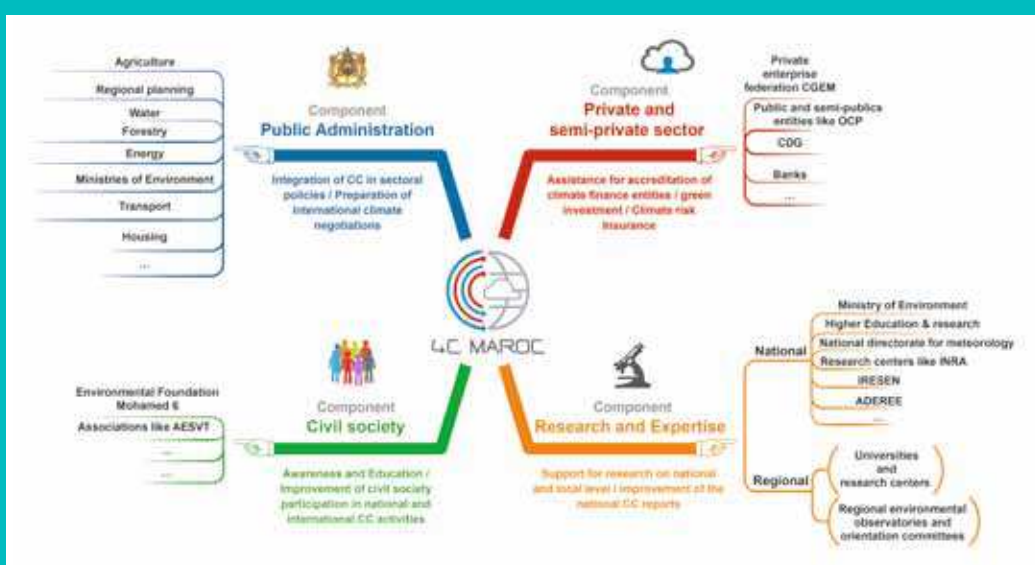 Agriculture
Regional planning
Water
Forestry
Energy
Ministries of Environment
Transport
Housing
...
Component
Public Administration
Integration of CC in sectoral
policies / Preparation of
international climate
negotiations
Component
Private and
semi-private sector
Assistance for accreditation of
climate finance entities / green
investment / Climate risk
Insurance
Private
enterprise
federation CGEM
Public and semi-publics
entities like OCP
CDG
Banks
...
4C MAROC
Environmental Foundation
Mohamed 6
Associations like AESVT
...
...
Component
Civil society
Awareness and Education /
Improvement of civil society
participation in national and
international CC activities
Component
Research and Expertise
Support for research on national
and local level / improvement of the
national CC reports
National
Ministry of Environment
Higher Education & research
National directorate for meteorology
Research centers like INRA
IRESEN
ADEREE
...
Regional
Universities
and
research centers
Regional environmental
observatories and
orientation committees